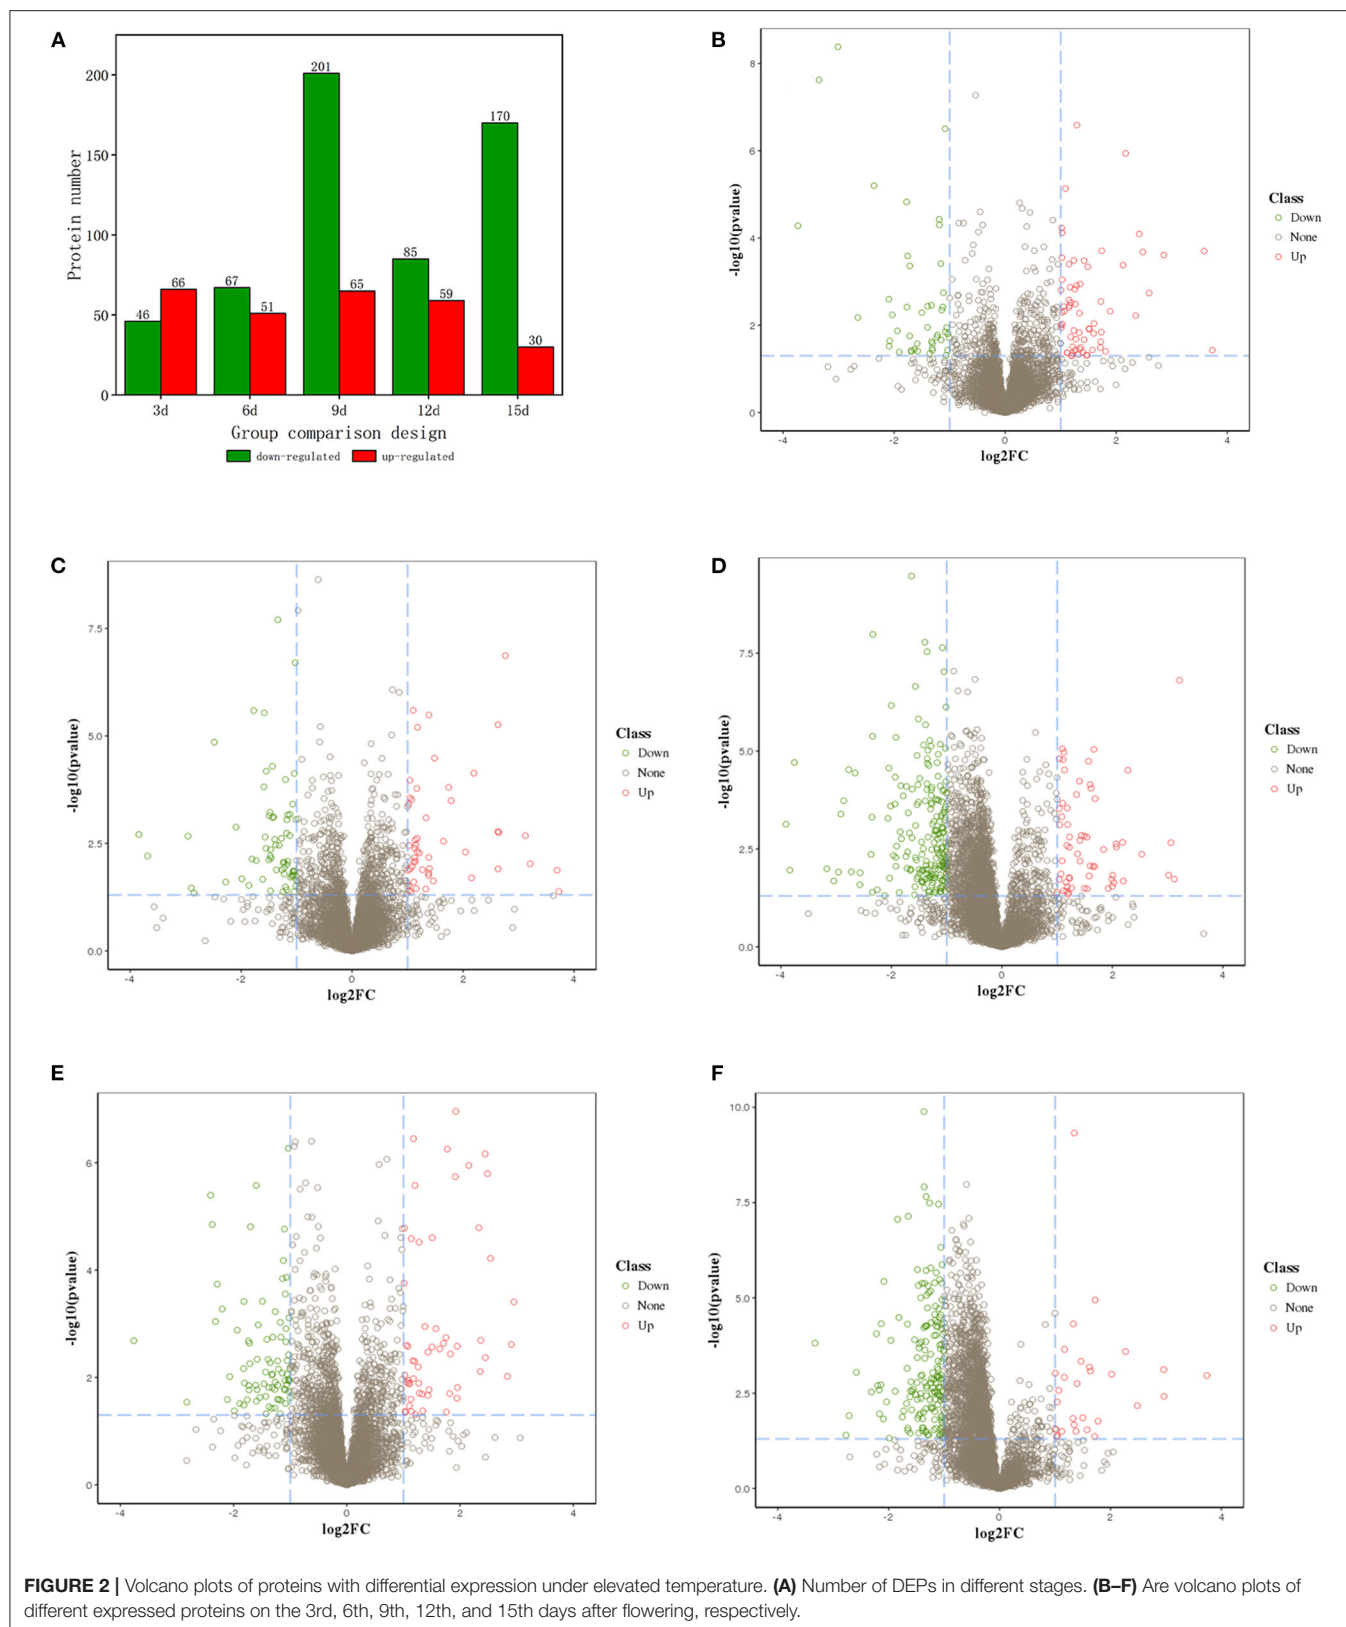 A
Protein number
200
150
100
50
0
46
66
67
51
201
65
85
59
170
30
3d
6d
9d
12d
15d
Group comparison design
down-regulated
up-regulated
B
-log10(pvalue)
8
6
4
2
0
-4
-2
0
2
4
log2FC
Class
Down
None
Up
C
-log10(pvalue)
7.5
5.0
2.5
0.0
-4
-2
0
2
4
log2FC
Class
Down
None
Up
D
-log10(pvalue)
7.5
5.0
2.5
0.0
-4
-2
0
2
4
log2FC
Class
Down
None
Up
E
-log10(pvalue)
6
4
2
0
-4
-2
0
2
4
log2FC
Class
Down
None
Up
F
-log10(pvalue)
10.0
7.5
5.0
2.5
0.0
-4
-2
0
2
4
log2FC
Class
Down
None
Up
FIGURE 2 | Volcano plots of proteins with differential expression under elevated temperature. (A) Number of DEPs in different stages. (B–F) Are volcano plots of
different expressed proteins on the 3rd, 6th, 9th, 12th, and 15th days after flowering, respectively.